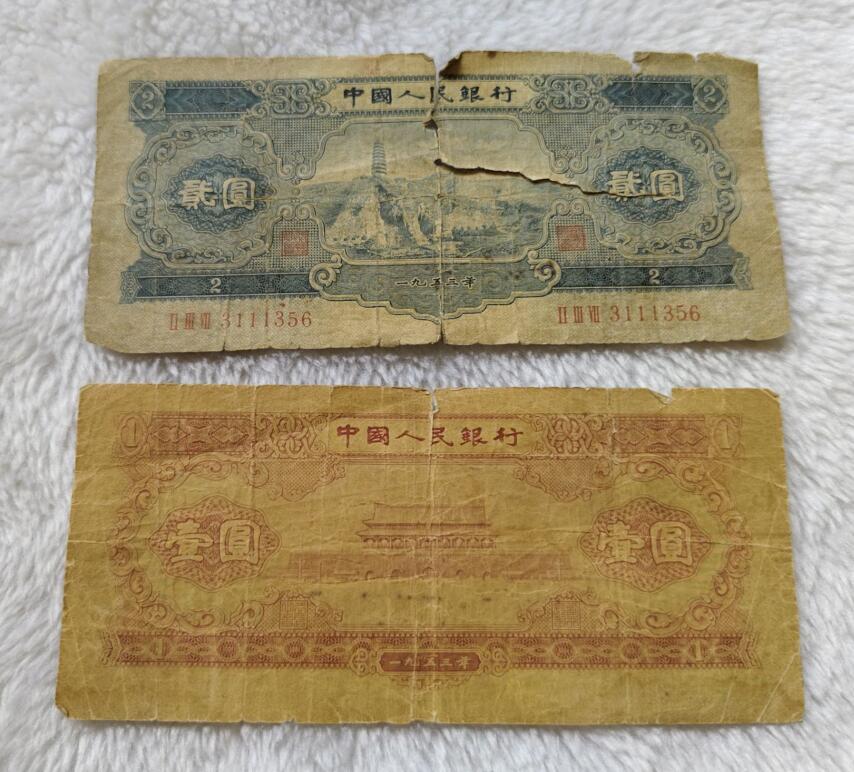 2 中國人民銀行 2
貳圓 貳圓
2 一九五三年 2
II III VII 3111356 II III VII 3111356
1 中國人民銀行 1
壹圓 壹圓
1 一九五三年 1